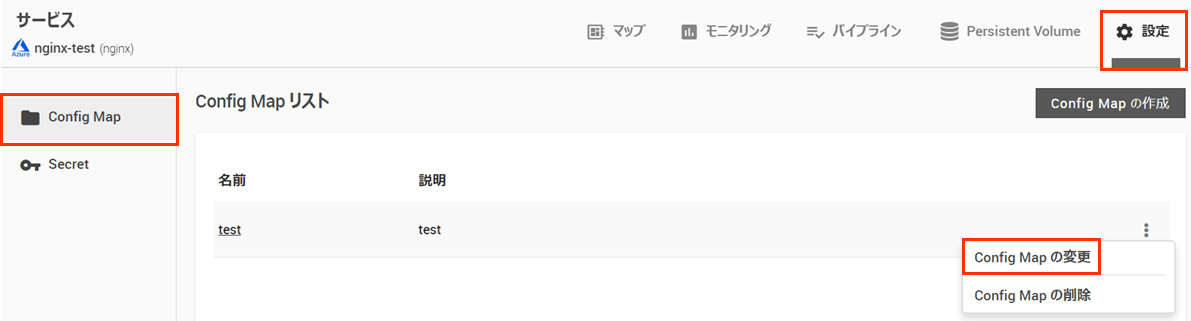 サービス
Azure nginx-test (nginx)
マップ モニタリング パイプライン Persistent Volume 設定
Config Map
Secret
Config Map リスト
Config Map の作成
名前 説明
test test
Config Map の変更
Config Map の削除